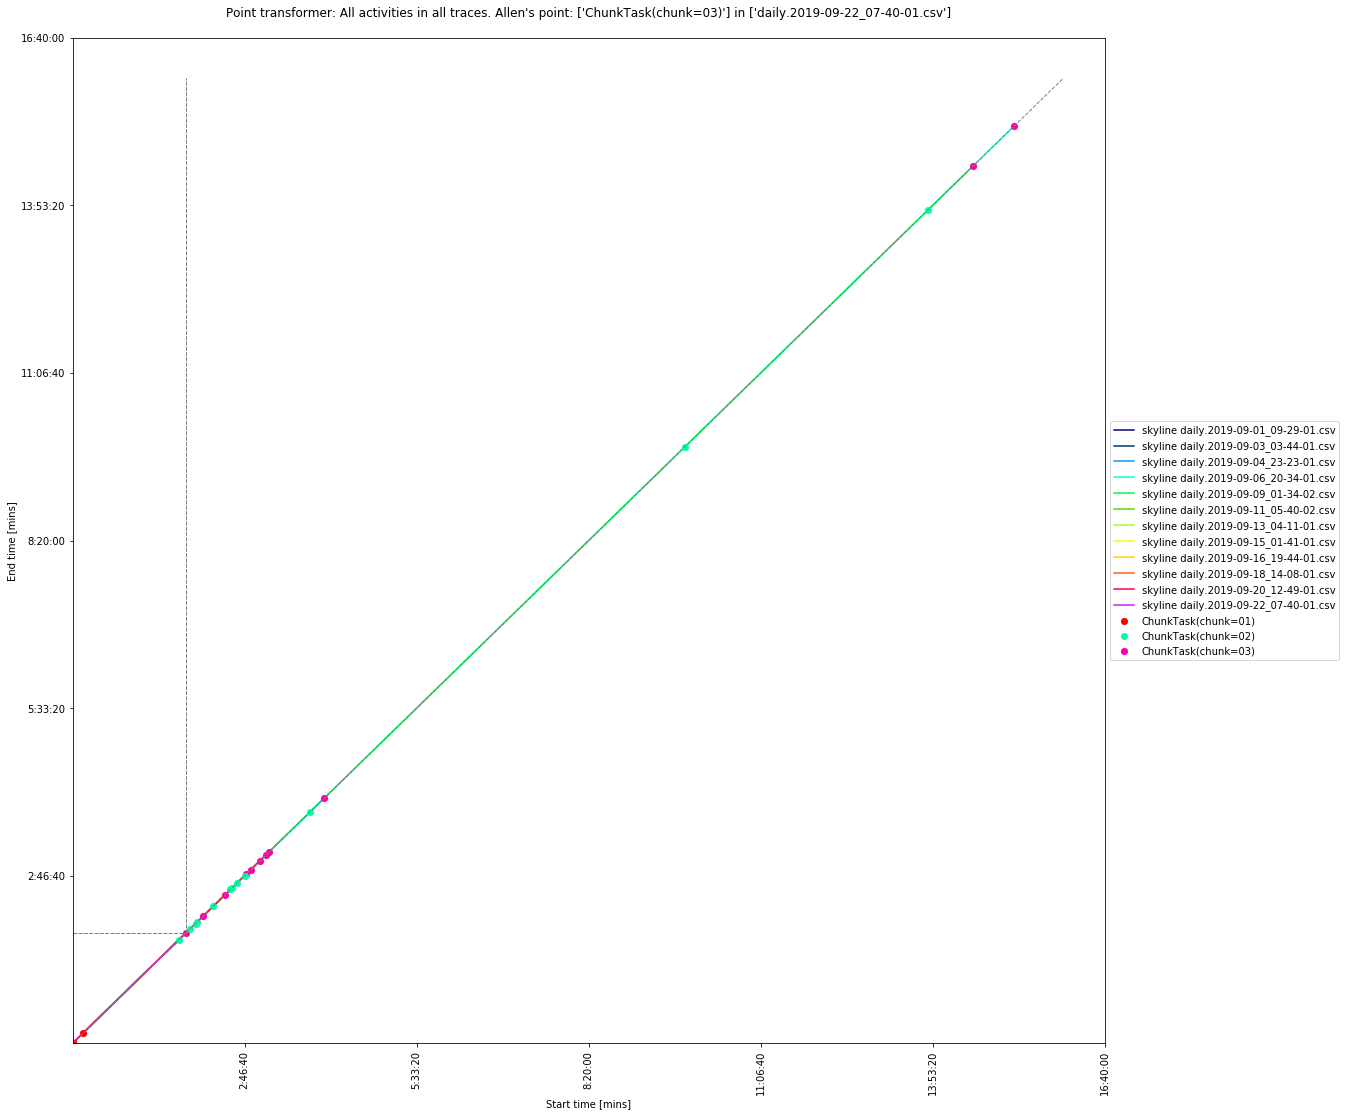 Point transformer: All activities in all traces. Allen's point: ['ChunkTask(chunk=03)'] in ['daily.2019-09-22_07-40-01.csv']
16:40:00
13:53:20
11:06:40
8:20:00
5:33:20
2:46:40
End time [mins]
2:46:40
5:33:20
8:20:00
11:06:40
13:53:20
16:40:00
Start time [mins]
skyline daily.2019-09-01_09-29-01.csv
skyline daily.2019-09-03_03-44-01.csv
skyline daily.2019-09-04_23-23-01.csv
skyline daily.2019-09-06_20-34-01.csv
skyline daily.2019-09-09_01-34-02.csv
skyline daily.2019-09-11_05-40-02.csv
skyline daily.2019-09-13_04-11-01.csv
skyline daily.2019-09-15_01-41-01.csv
skyline daily.2019-09-16_19-44-01.csv
skyline daily.2019-09-18_14-08-01.csv
skyline daily.2019-09-20_12-49-01.csv
skyline daily.2019-09-22_07-40-01.csv
ChunkTask(chunk=01)
ChunkTask(chunk=02)
ChunkTask(chunk=03)